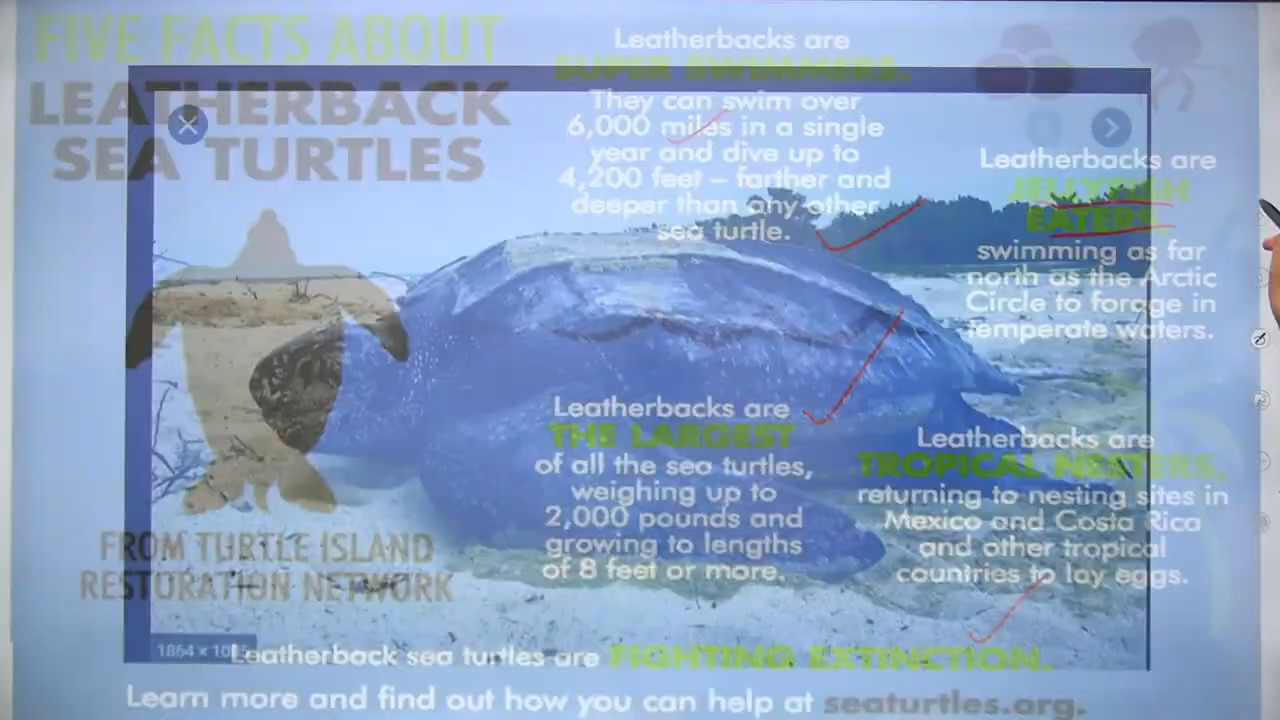 FIVE FACTS ABOUT
LEATHERBACK
SEA TURTLES
FROM TURTLE ISLAND
RESTORATION NETWORK
Leatherbacks are
SUPER SWIMMERS.
They can swim over
6,000 miles in a single
year and dive up to
4,200 feet – farther and
deeper than any other
sea turtle.
Leatherbacks are
JELLYFISH
EATERS
swimming as far
north as the Arctic
Circle to forage in
temperate waters.
Leatherbacks are
THE LARGEST
of all the sea turtles,
weighing up to
2,000 pounds and
growing to lengths
of 8 feet or more.
Leatherbacks are
TROPICAL NESTERS,
returning to nesting sites in
Mexico and Costa Rica
and other tropical
countries to lay eggs.
Leatherback sea turtles are FIGHTING EXTINCTION.
Learn more and find out how you can help at seaturtles.org.